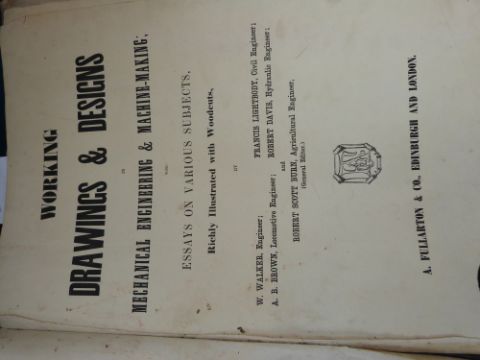 WORKING
DRAWINGS & DESIGNS
IN
MECHANICAL ENGINEERING & MACHINE-MAKING;
WITH
ESSAYS ON VARIOUS SUBJECTS,
Richly Illustrated with Woodcuts,
BY
W. WALKER, Engineer; FRANCIS LIGHTBODY, Civil Engineer;
A. B. BROWN, Locomotive Engineer; ROBERT DAVIS, Hydraulic Engineer;
and
ROBERT SCOTT BURN, Agricultural Engineer,
(General Editor.)
A. FULLARTON & CO., EDINBURGH AND LONDON.